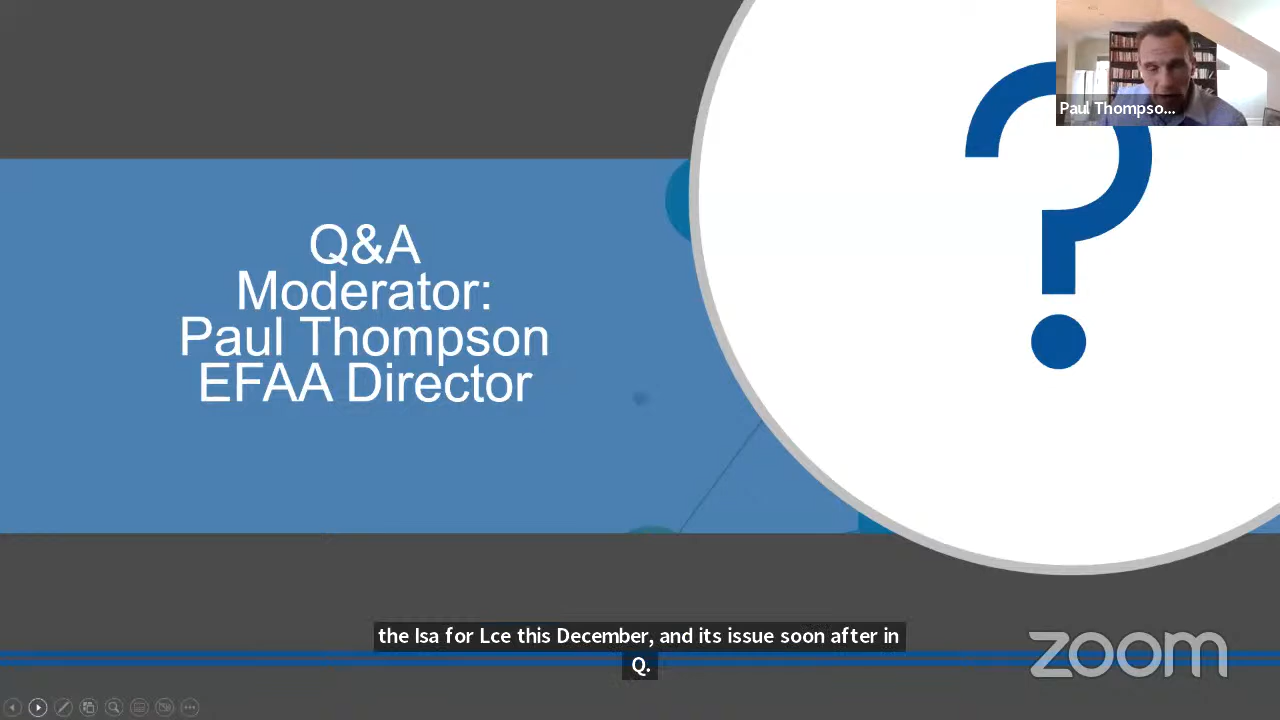 Paul Thompso...
Q&A
Moderator:
Paul Thompson
EFAA Director
the Isa for Lce this December, and its issue soon after in
Q.
zoom